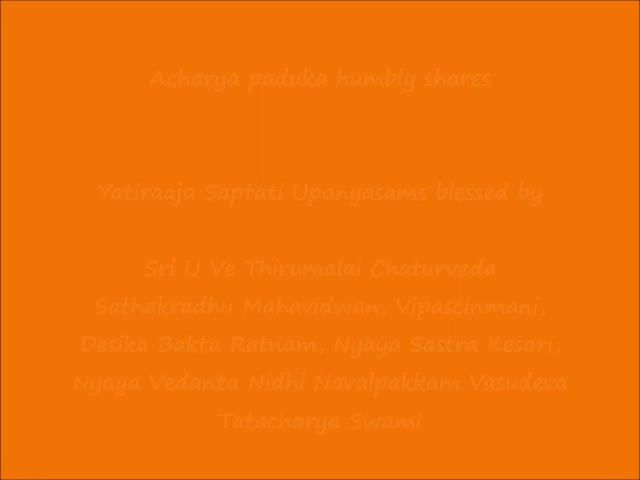 Acharya paduka humbly shares
Yatiraaja Saptati Upanyasams blessed by
Sri U Ve Thirumalai Chaturveda
Sathakradhu Mahavidwan, Vipascinmani,
Desika Bakta Ratnam, Nyaya Sastra Kesari,
Nyaya Vedanta Nidhi Navalpakkam Vasudeva
Tatacharya Swami